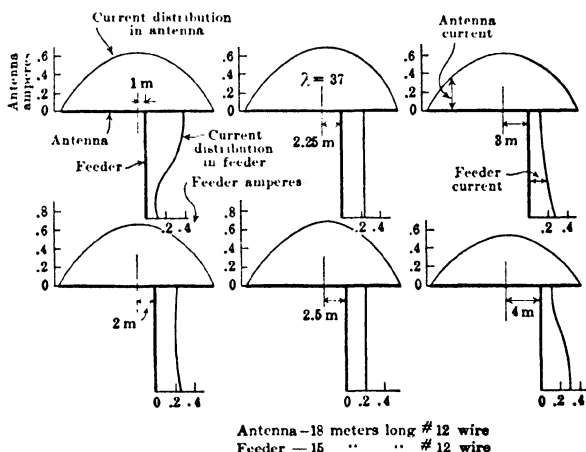 Current distribution
in antenna
Antenna
amperes
.6
.4
.2
0
1 m
Antenna
Feeder
Current
distribution
in feeder
Feeder amperes
.2 .4
.6
.4
.2
0
λ = 37
2.25 m
.2 .4
Antenna
current
.6
.4
.2
0
3 m
Feeder
current
.2 .4
.8
.6
.4
.2
0
2 m
0 .2 .4
.8
.6
.4
.2
0
2.5 m
0 .2 .4
.6
.4
.2
0
4 m
0 .2 .4
Antenna-18 meters long #12 wire
Feeder -15 " " #12 wire